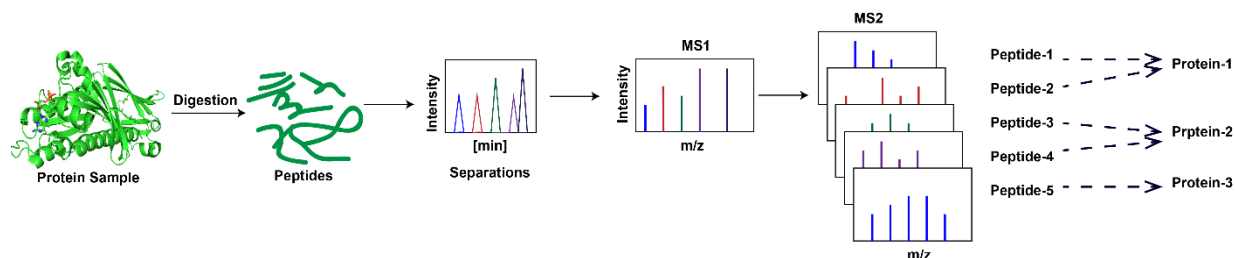 Protein Sample
Digestion
Peptides
Intensity
[min]
Separations
MS1
Intensity
m/z
MS2
m/z
Peptide-1
Peptide-2
Peptide-3
Peptide-4
Peptide-5
Protein-1
Prptein-2
Protein-3